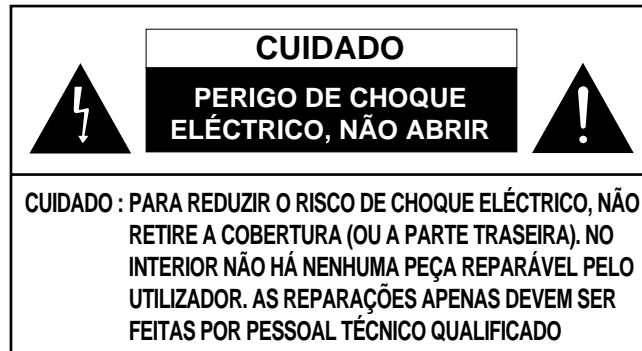 CUIDADO
PERIGO DE CHOQUE
ELÉCTRICO, NÃO ABRIR
CUIDADO : PARA REDUZIR O RISCO DE CHOQUE ELÉCTRICO, NÃO
RETIRE A COBERTURA (OU A PARTE TRASEIRA). NO
INTERIOR NÃO HÁ NENHUMA PEÇA REPARÁVEL PELO
UTILIZADOR. AS REPARAÇÕES APENAS DEVEM SER
FEITAS POR PESSOAL TÉCNICO QUALIFICADO